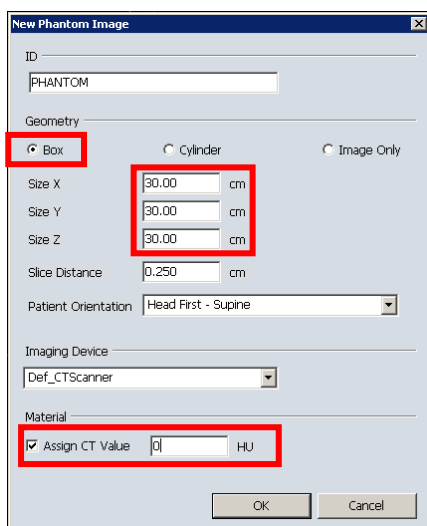 New Phantom Image
ID
PHANTOM
Geometry
Box Cylinder Image Only
Size X 30.00 cm
Size Y 30.00 cm
Size Z 30.00 cm
Slice Distance 0.250 cm
Patient Orientation Head First - Supine
Imaging Device
Def_CTScanner
Material
Assign CT Value 0 HU
OK Cancel